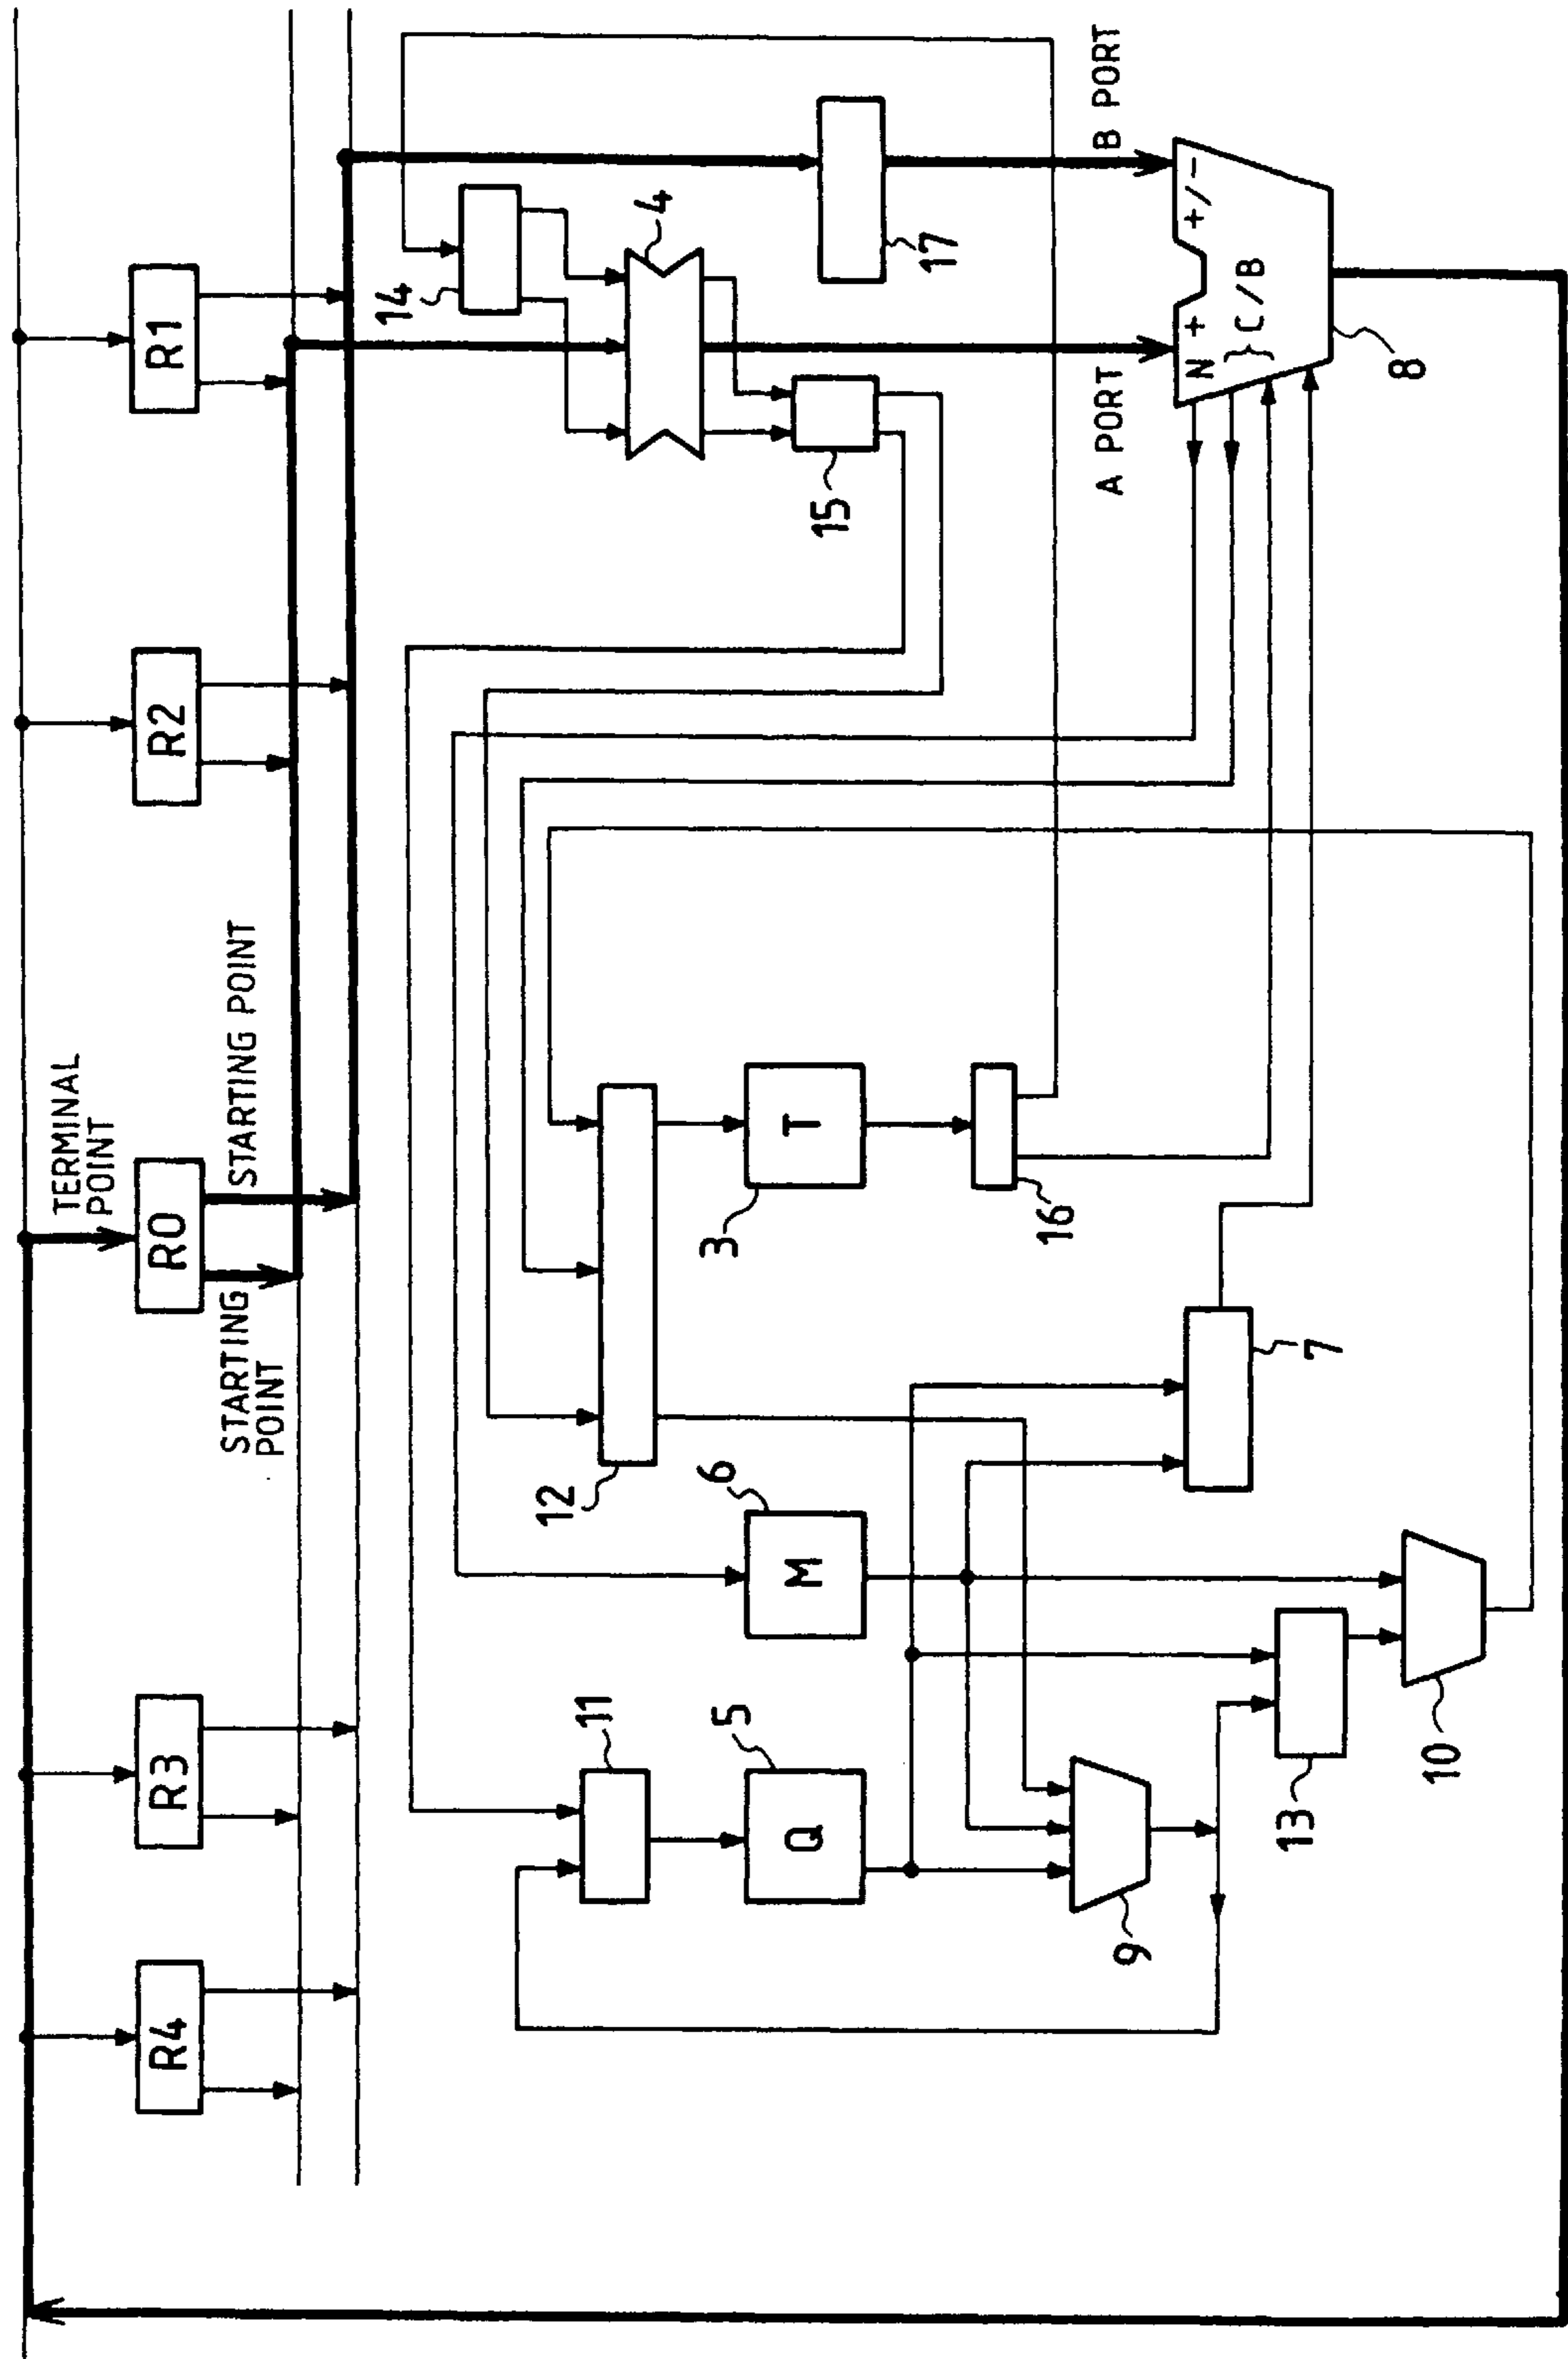 R4
R3
R0
R2
R1
TERMINAL
POINT
STARTING
POINT
STARTING POINT
11
5
Q
9
13
10
6
M
12
7
3
T
16
14
4
15
17
A PORT
B PORT
N + +/-
} C/B
8